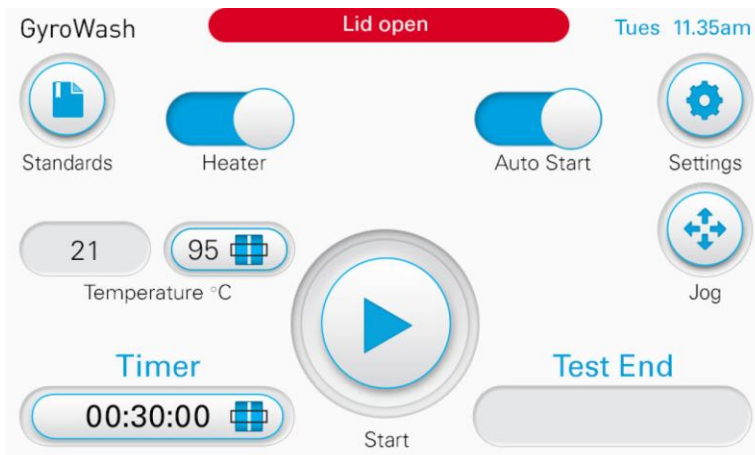 GyroWash
Lid open
Tues 11.35am
Standards
Heater
Auto Start
Settings
21
95
Temperature °C
Jog
Timer
Test End
00:30:00
Start